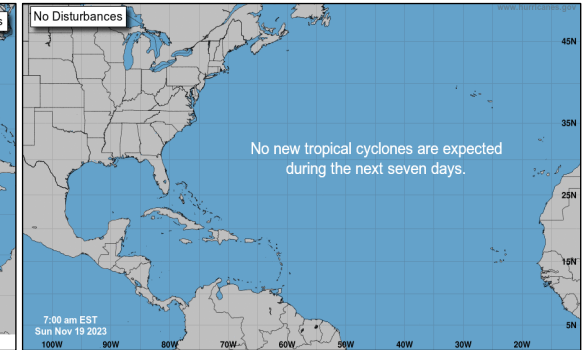 s
No Disturbances
www.hurricanes.gov
45N
35N
No new tropical cyclones are expected
during the next seven days.
25N
15N
7:00 am EST
Sun Nov 19 2023
5N
100W 90W 80W 70W 60W 50W 40W 30W 20W